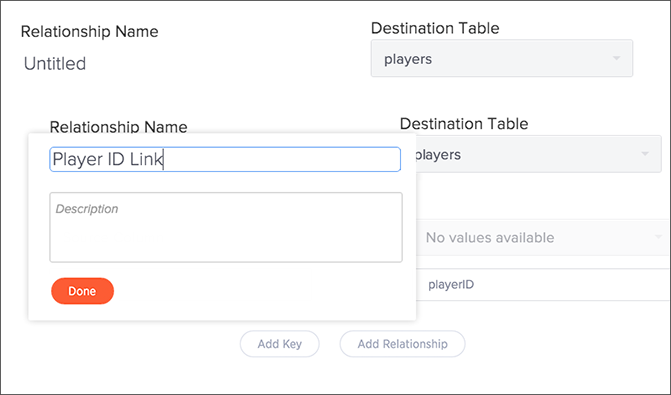 Relationship Name
Destination Table
Untitled
players
Relationship Name
Destination Table
Player ID Link
players
Description
No values available
Done
playerID
Add Key
Add Relationship